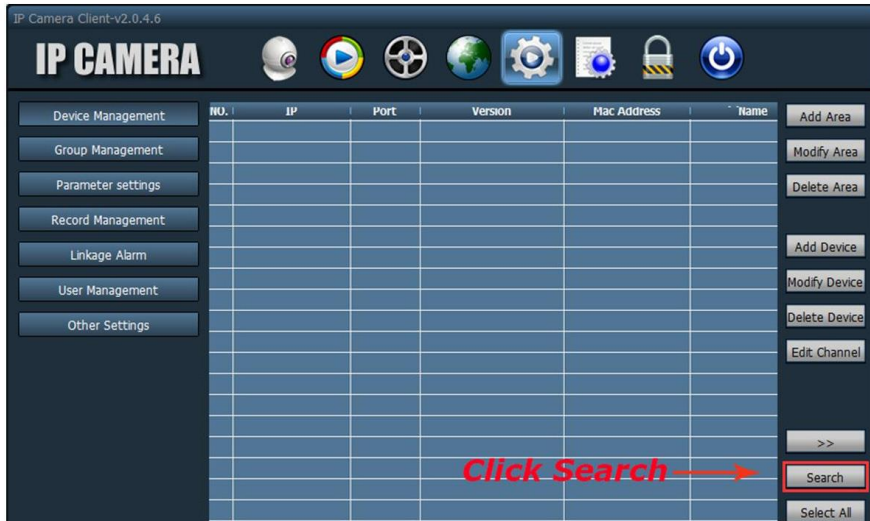 IP Camera Client-v2.0.4.6
IP CAMERA
Device Management
Group Management
Parameter settings
Record Management
Linkage Alarm
User Management
Other Settings
NO. IP Port Version Mac Address Name
Add Area
Modify Area
Delete Area
Add Device
Modify Device
Delete Device
Edit Channel
>>
Click Search
Search
Select All